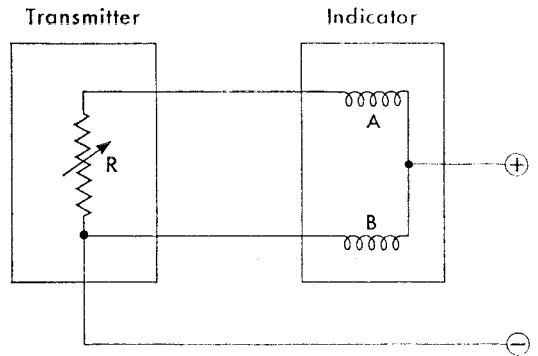 Transmitter
Indicator
A
R
+
B
−